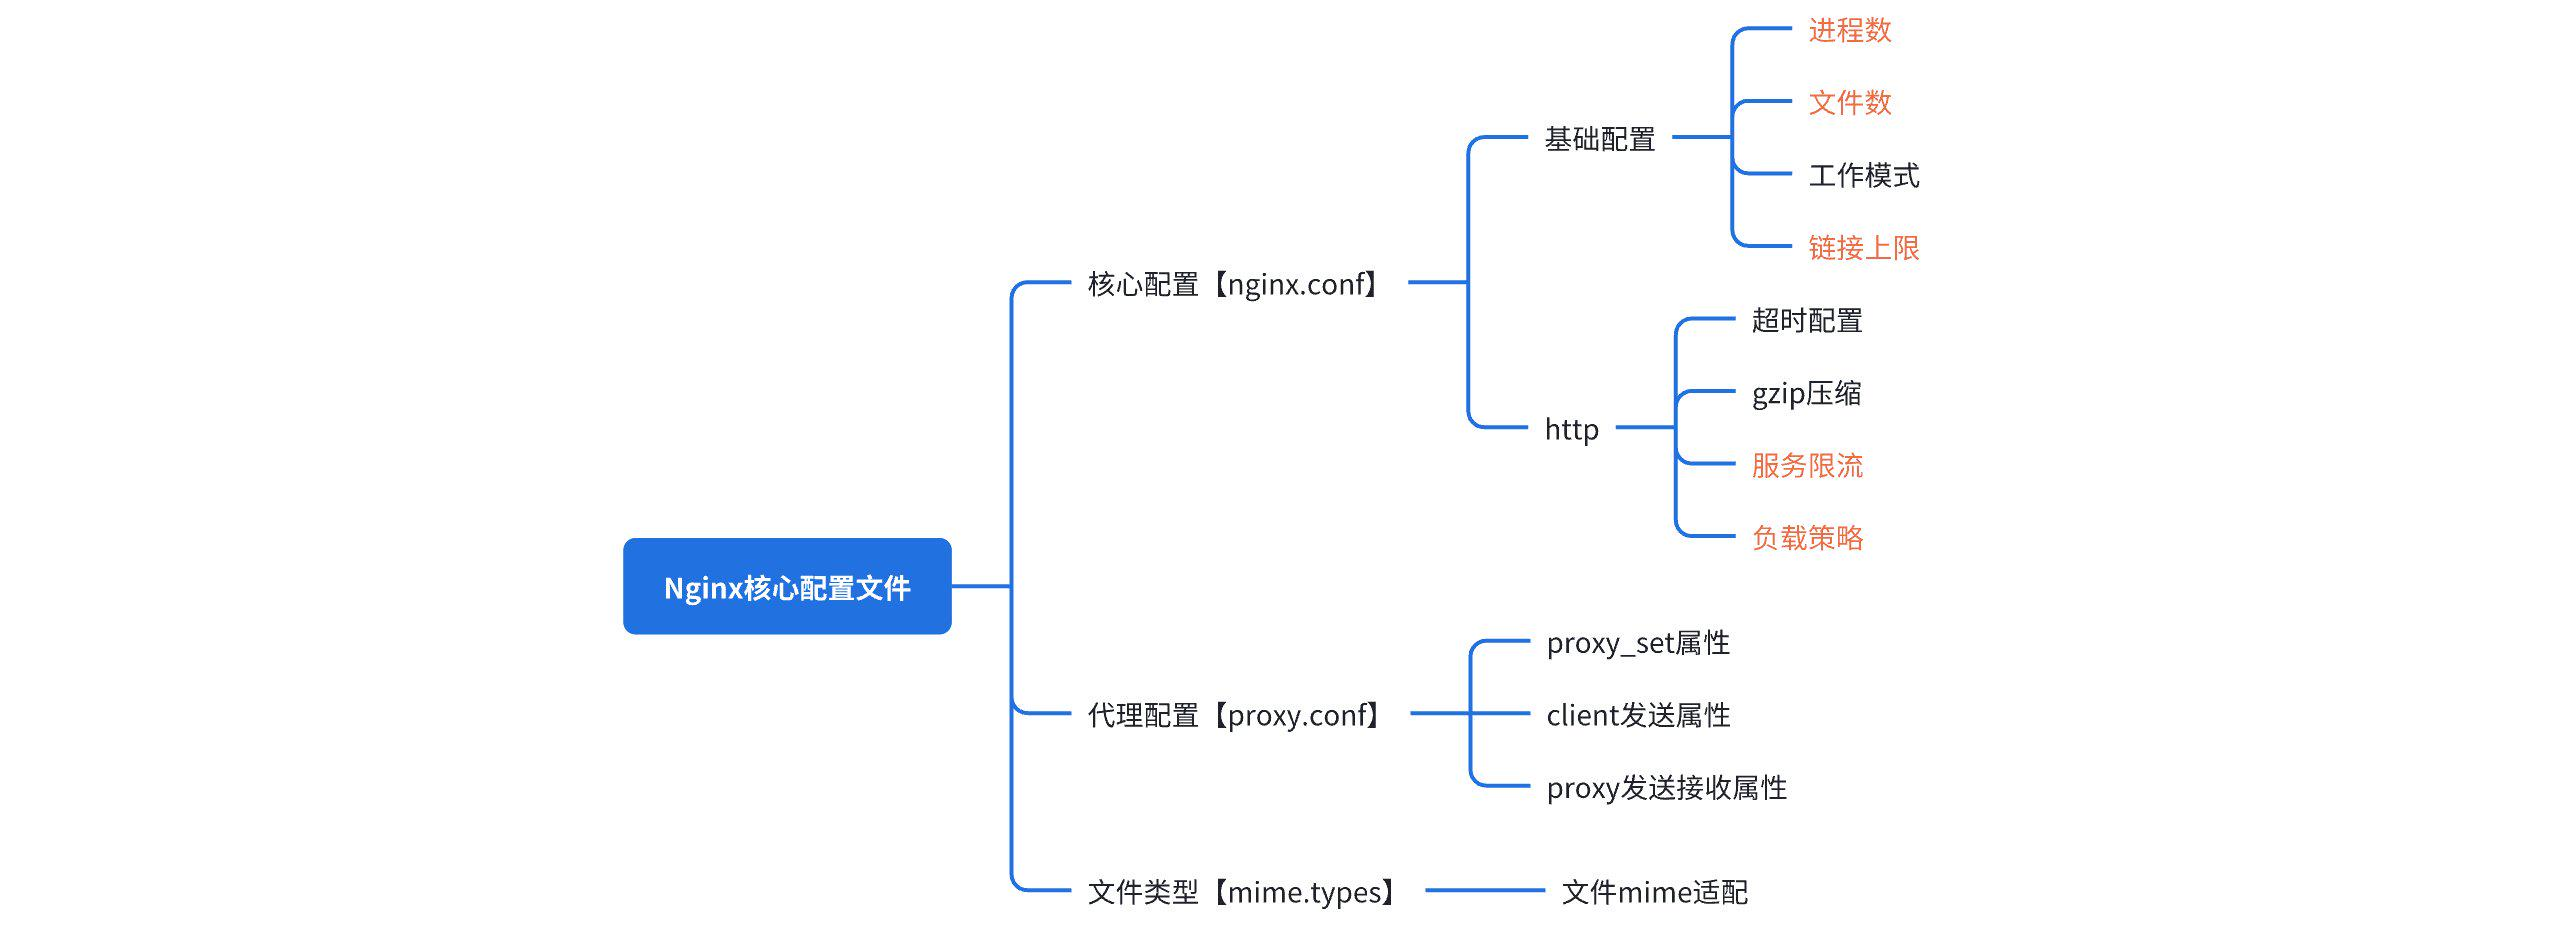 Nginx核心配置文件
核心配置【nginx.conf】
基础配置
进程数
文件数
工作模式
链接上限
http
超时配置
gzip压缩
服务限流
负载策略
代理配置【proxy.conf】
proxy_set属性
client发送属性
proxy发送接收属性
文件类型【mime.types】
文件mime适配